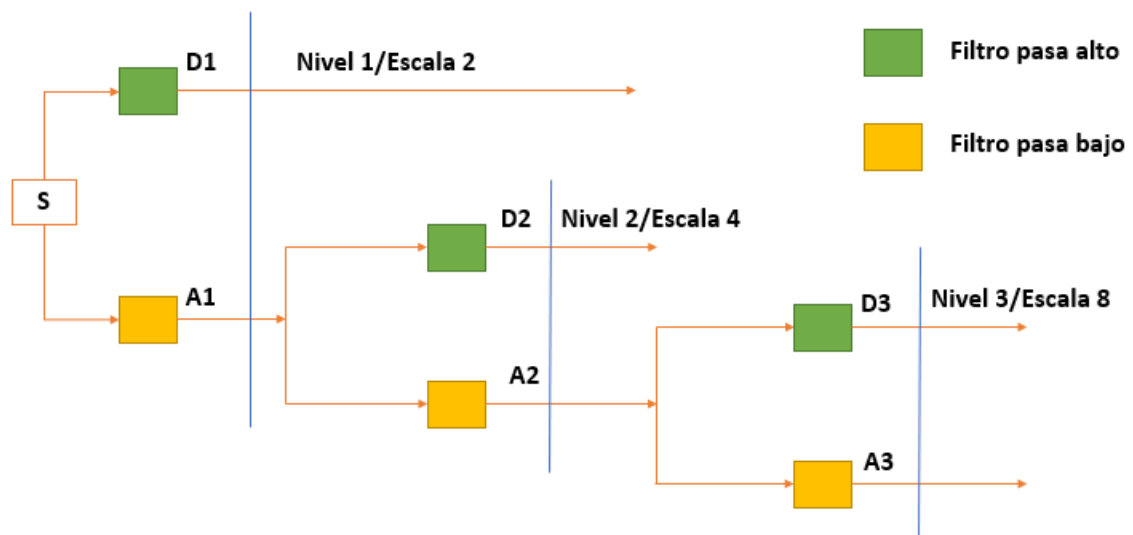 D1
Nivel 1/Escala 2
Filtro pasa alto
Filtro pasa bajo
S
D2
Nivel 2/Escala 4
A1
D3
Nivel 3/Escala 8
A2
A3